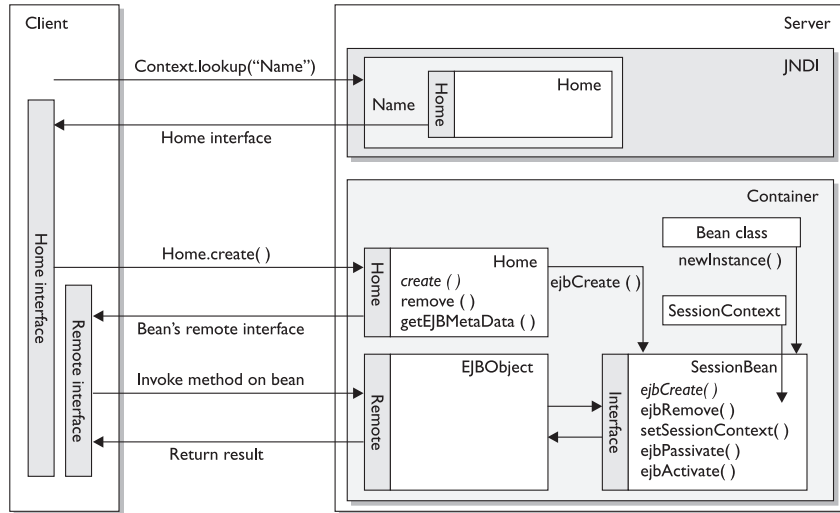 Client
Server
Context.lookup(“Name”)
JNDI
Home
Name
Home
Home interface
Container
Bean class
newInstance( )
Home interface
Home.create( )
Home
Home
create ( )
remove ( )
getEJBMetaData ( )
ejbCreate ( )
SessionContext
Remote interface
Bean’s remote interface
EJBObject
SessionBean
Invoke method on bean
Remote
Interface
ejbCreate( )
ejbRemove( )
setSessionContext( )
ejbPassivate( )
ejbActivate( )
Return result